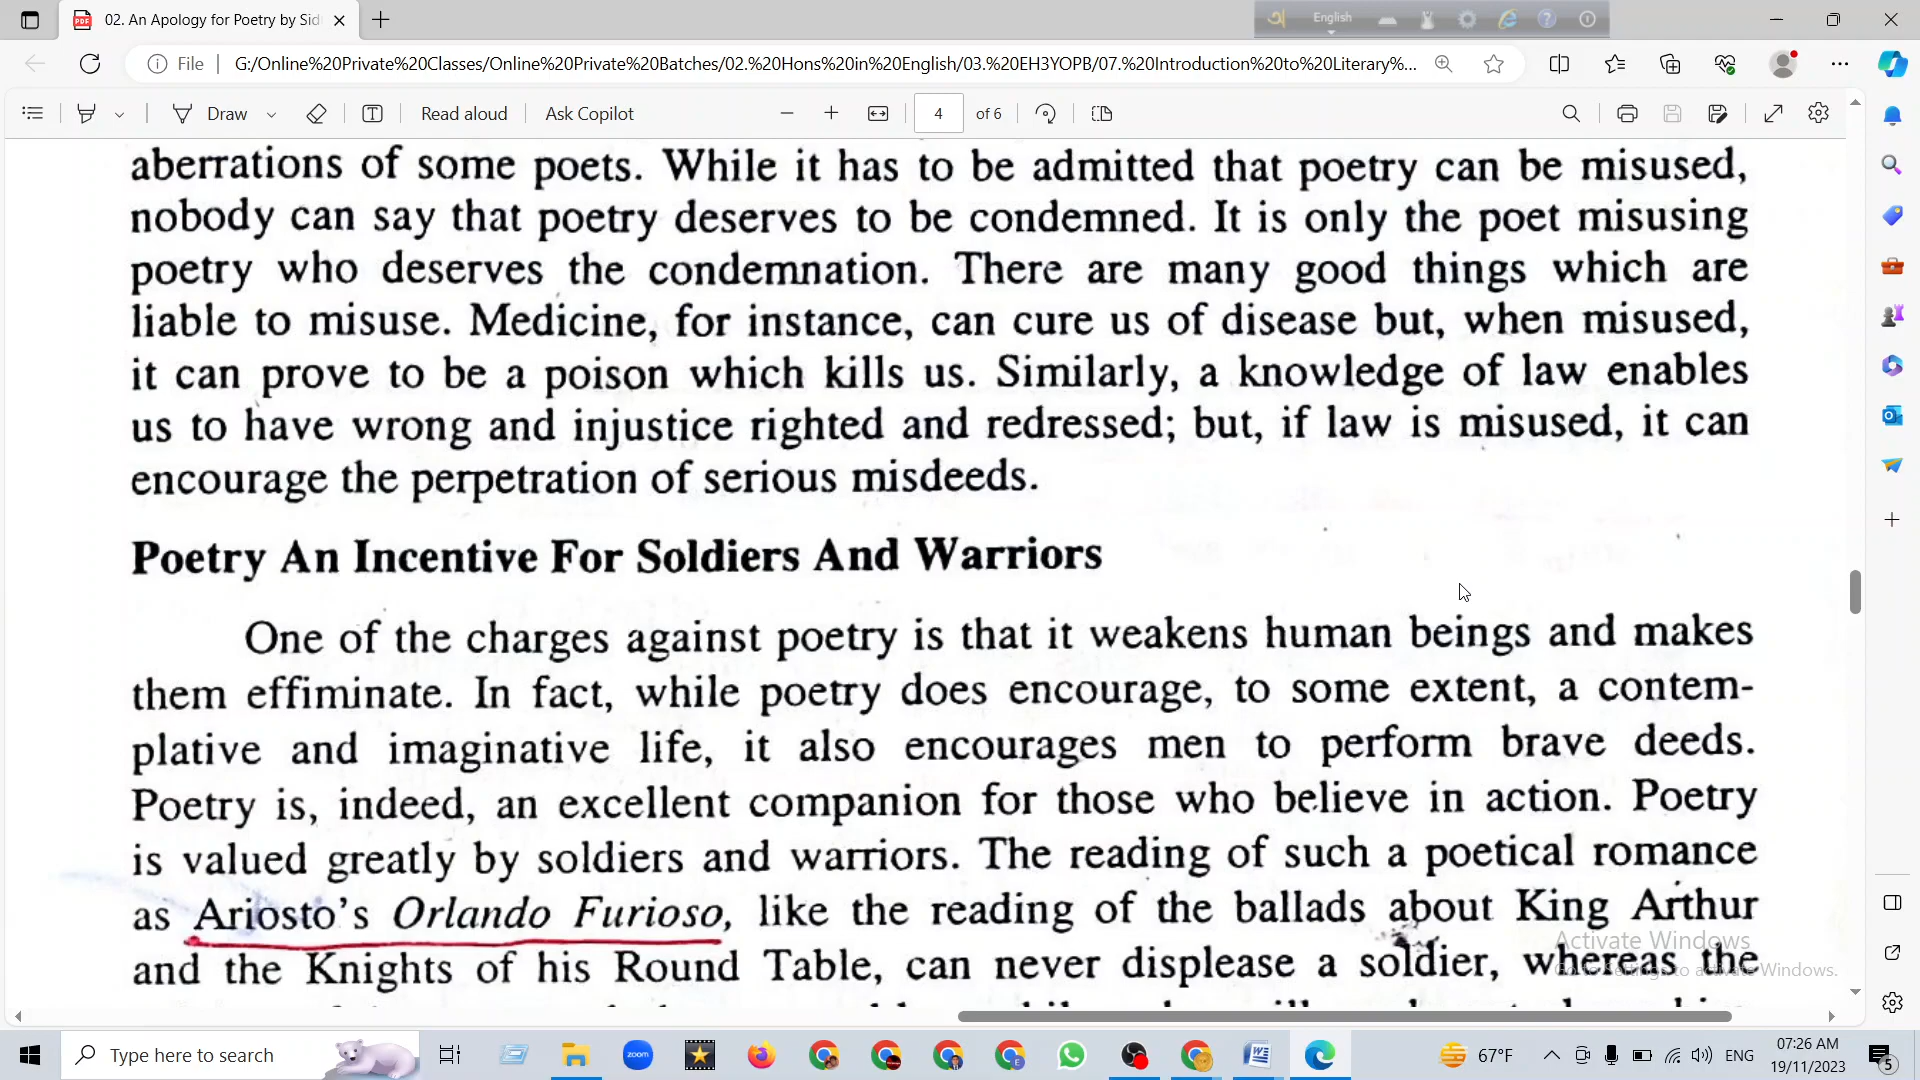 02. An Apology for Poetry by Sid
English
File
G:/Online%20Private%20Classes/Online%20Private%20Batches/02.%20Hons%20in%20English/03.%20EH3YOPB/07.%20Introduction%20to%20Literary%...
Draw
Read aloud
Ask Copilot
4 of 6
aberrations of some poets. While it has to be admitted that poetry can be misused,
nobody can say that poetry deserves to be condemned. It is only the poet misusing
poetry who deserves the condemnation. There are many good things which are
liable to misuse. Medicine, for instance, can cure us of disease but, when misused,
it can prove to be a poison which kills us. Similarly, a knowledge of law enables
us to have wrong and injustice righted and redressed; but, if law is misused, it can
encourage the perpetration of serious misdeeds.
Poetry An Incentive For Soldiers And Warriors
One of the charges against poetry is that it weakens human beings and makes
them effiminate. In fact, while poetry does encourage, to some extent, a contem-
plative and imaginative life, it also encourages men to perform brave deeds.
Poetry is, indeed, an excellent companion for those who believe in action. Poetry
is valued greatly by soldiers and warriors. The reading of such a poetical romance
as Ariosto's Orlando Furioso, like the reading of the ballads about King Arthur
and the Knights of his Round Table, can never displease a soldier, whereas the
Activate Windows
Go to Settings to activate Windows.
Type here to search
zoom
67°F
ENG
07:26 AM
19/11/2023
5